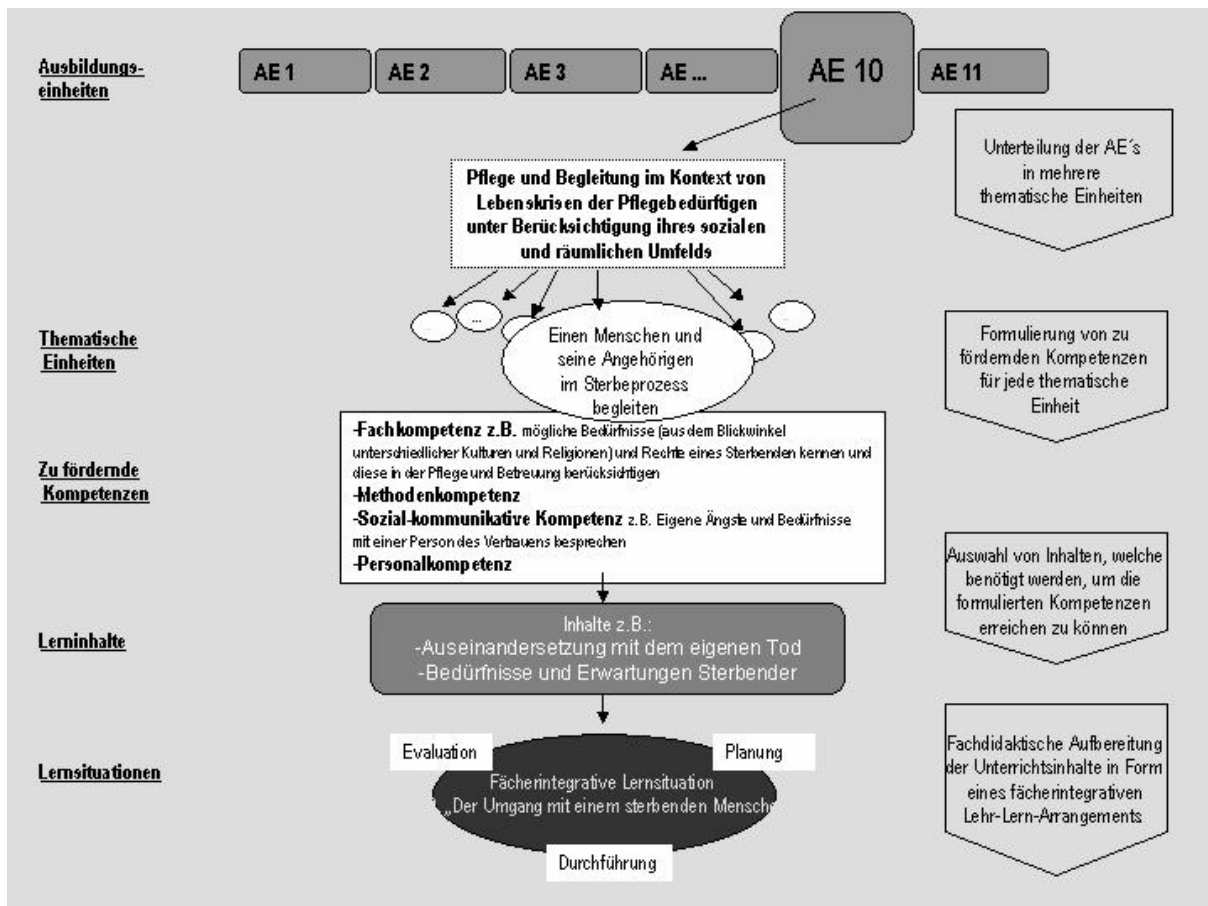 Ausbildungs-
einheiten
AE 1
AE 2
AE 3
AE ...
AE 10
AE 11
Unterteilung der AE´s
in mehrere
thematische Einheiten
Pflege und Begleitung im Kontext von
Lebenskrisen der Pflegebedürftigen
unter Berücksichtigung ihres sozialen
und räumlichen Umfelds
Thematische
Einheiten
...
Einen Menschen und
seine Angehörigen
im Sterbeprozess
begleiten
Formulierung von zu
fördernden Kompetenzen
für jede thematische
Einheit
Zu fördernde
Kompetenzen
-Fachkompetenz z.B. mögliche Bedürfnisse (aus dem Blickwinkel
unterschiedlicher Kulturen und Religionen) und Rechte eines Sterbenden kennen und
diese in der Pflege und Betreuung berücksichtigen
-Methodenkompetenz
-Sozial-kommunikative Kompetenz z.B. Eigene Ängste und Bedürfnisse
mit einer Person des Vertrauens besprechen
-Personalkompetenz
Auswahl von Inhalten, welche
benötigt werden, um die
formulierten Kompetenzen
erreichen zu können
Lerninhalte
Inhalte z.B.:
-Auseinandersetzung mit dem eigenen Tod
-Bedürfnisse und Erwartungen Sterbender
Lernsituationen
Evaluation
Planung
Fächerintegrative Lernsituation
„Der Umgang mit einem sterbenden Mensche
Durchführung
Fachdidaktische Aufbereitung
der Unterrichtsinhalte in Form
eines fächerintegrativen
Lehr-Lern-Arrangements